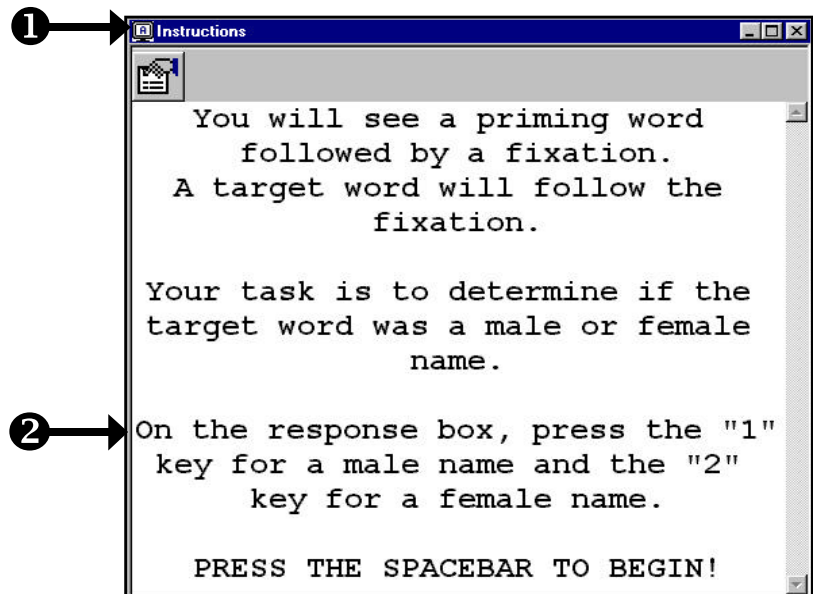 ❶
Instructions
You will see a priming word
followed by a fixation.
A target word will follow the
fixation.
Your task is to determine if the
target word was a male or female
name.
❷
On the response box, press the "1"
key for a male name and the "2"
key for a female name.
PRESS THE SPACEBAR TO BEGIN!